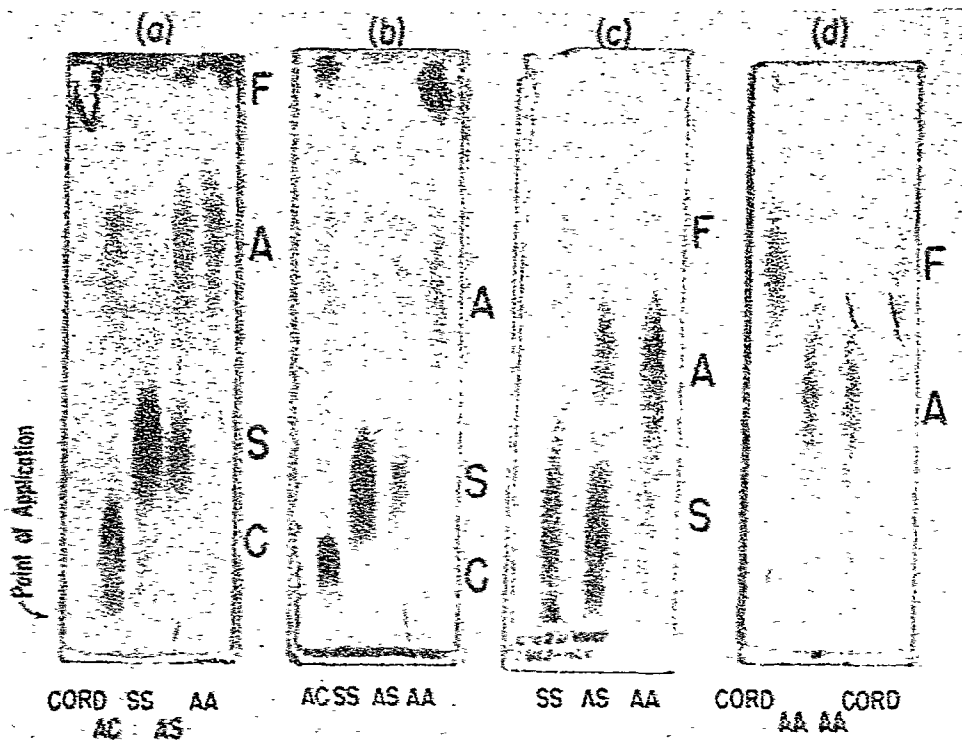 (a) (b) (c) (d)
F
A
S
C
A
S
C
F
A
S
F
A
Point of Application
CORD SS AA
AC AS
AC SS AS AA
SS AS AA
CORD CORD
AA AA